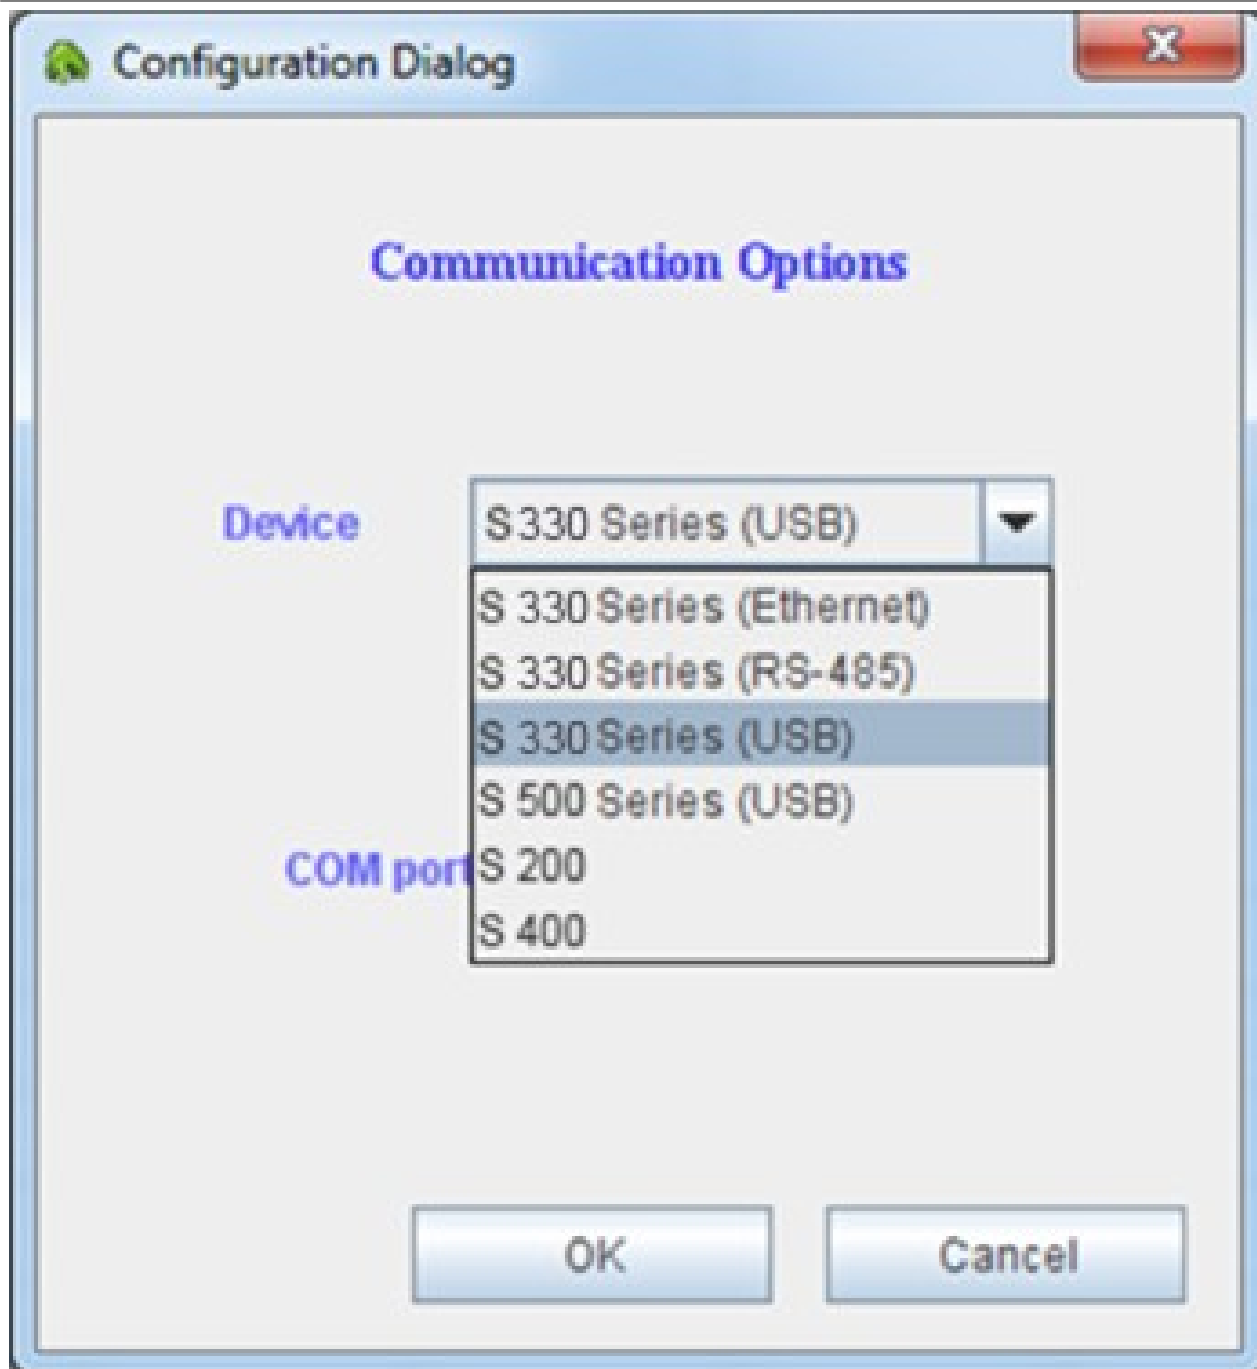 Configuration Dialog
Communication Options
Device
S 330 Series (USB)
S 330 Series (Ethernet)
S 330 Series (RS-485)
S 330 Series (USB)
S 500 Series (USB)
COM port
S 200
S 400
OK
Cancel